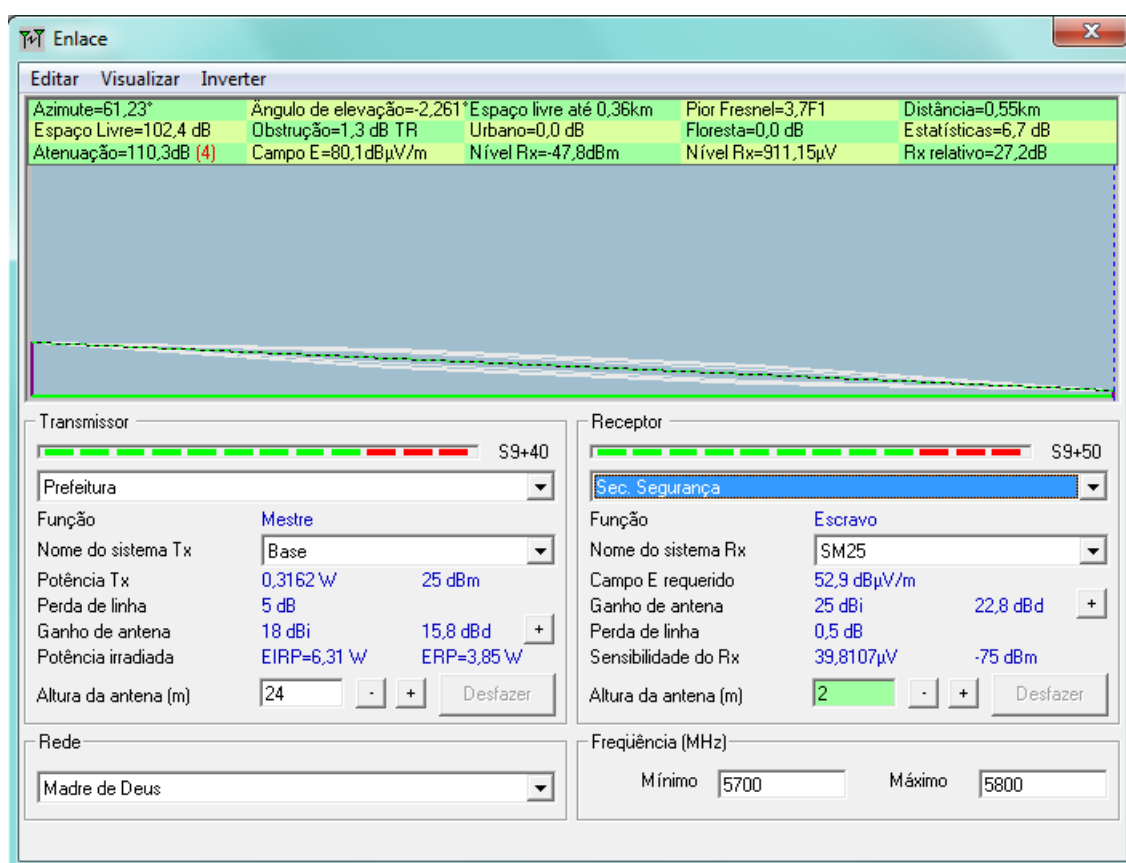 Enlace
Editar Visualizar Inverter
Azimute=61,23° Ângulo de elevação=-2,261° Espaço livre até 0,36km Pior Fresnel=3,7F1 Distância=0,55km
Espaço Livre=102,4 dB Obstrução=1,3 dB TR Urbano=0,0 dB Floresta=0,0 dB Estatísticas=6,7 dB
Atenuação=110,3dB (4) Campo E=80,1dBµV/m Nível Rx=-47,8dBm Nível Rx=911,15µV Rx relativo=27,2dB
Transmissor
S9+40
Prefeitura
Função Mestre
Nome do sistema Tx Base
Potência Tx 0,3162 W 25 dBm
Perda de linha 5 dB
Ganho de antena 18 dBi 15,8 dBd +
Potência irradiada EIRP=6,31 W ERP=3,85 W
Altura da antena (m) 24 - + Desfazer
Receptor
S9+50
Sec. Segurança
Função Escravo
Nome do sistema Rx SM25
Campo E requerido 52,9 dBµV/m
Ganho de antena 25 dBi 22,8 dBd +
Perda de linha 0,5 dB
Sensibilidade do Rx 39,8107µV -75 dBm
Altura da antena (m) 2 - + Desfazer
Rede
Madre de Deus
Freqüência (MHz)
Mínimo 5700 Máximo 5800